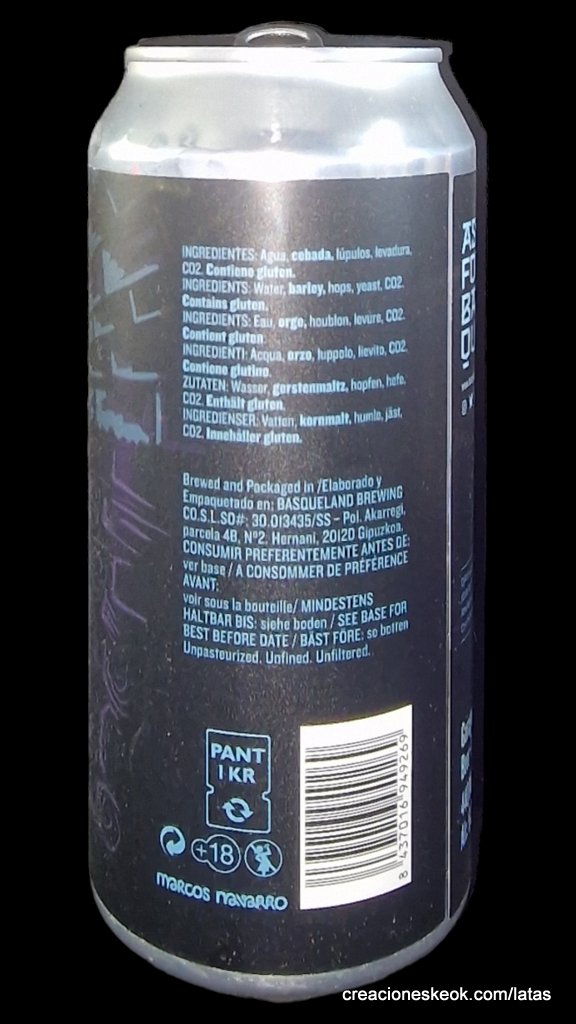 INGREDIENTES: Agua, cebada, lúpulos, levadura,
CO2. Contiene gluten.
INGREDIENTS: Water, barley, hops, yeast, CO2.
Contains gluten.
INGREDIENTS: Eau, orge, houblon, levure, CO2.
Contient gluten
INGREDIENTI: Acqua, orzo, luppolo, lievito, CO2.
Contiene glutine.
ZUTATEN: Wasser, gerstenmaltz, hopfen, hefe,
CO2. Enthält gluten.
INGREDIENSER: Vatten, kornmalt, humle, jäst,
CO2. Innehåller gluten.
Brewed and Packaged in /Elaborado y
Empaquetado en: BASQUELAND BREWING
CO.S.L.SO#: 30.013435/SS - Pol. Akarregi,
parcela 4B, Nº2. Hernani, 20120 Gipuzkoa.
CONSUMIR PREFERENTEMENTE ANTES DE:
ver base / A CONSOMMER DE PRÉFÉRENCE
AVANT:
voir sous la bouteille/ MINDESTENS
HALTBAR BIS: siehe boden / SEE BASE FOR
BEST BEFORE DATE / BÄST FÖRE: se botten
Unpasteurized. Unfined. Unfiltered.
PANT
1 KR
+18
marcos navarro
8 437016 949269
creacioneskeok.com/latas